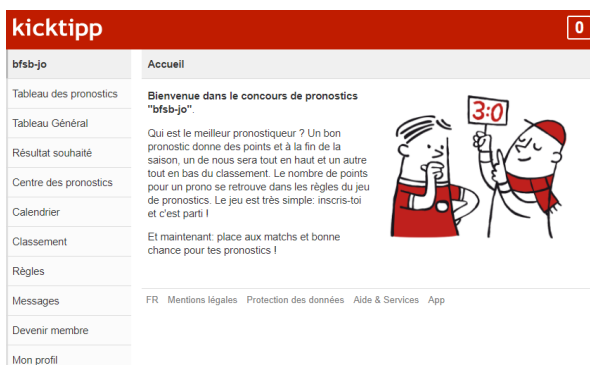 kicktipp
0
bfsb-jo
Tableau des pronostics
Tableau Général
Résultat souhaité
Centre des pronostics
Calendrier
Classement
Règles
Messages
Devenir membre
Mon profil
Accueil
Bienvenue dans le concours de pronostics
"bfsb-jo".
Qui est le meilleur pronostiqueur ? Un bon
pronostic donne des points et à la fin de la
saison, un de nous sera tout en haut et un autre
tout en bas du classement. Le nombre de points
pour un prono se retrouve dans les règles du jeu
de pronostics. Le jeu est très simple: inscris-toi
et c'est parti !
Et maintenant: place aux matchs et bonne
chance pour tes pronostics !
3:0
FR Mentions légales Protection des données Aide & Services App